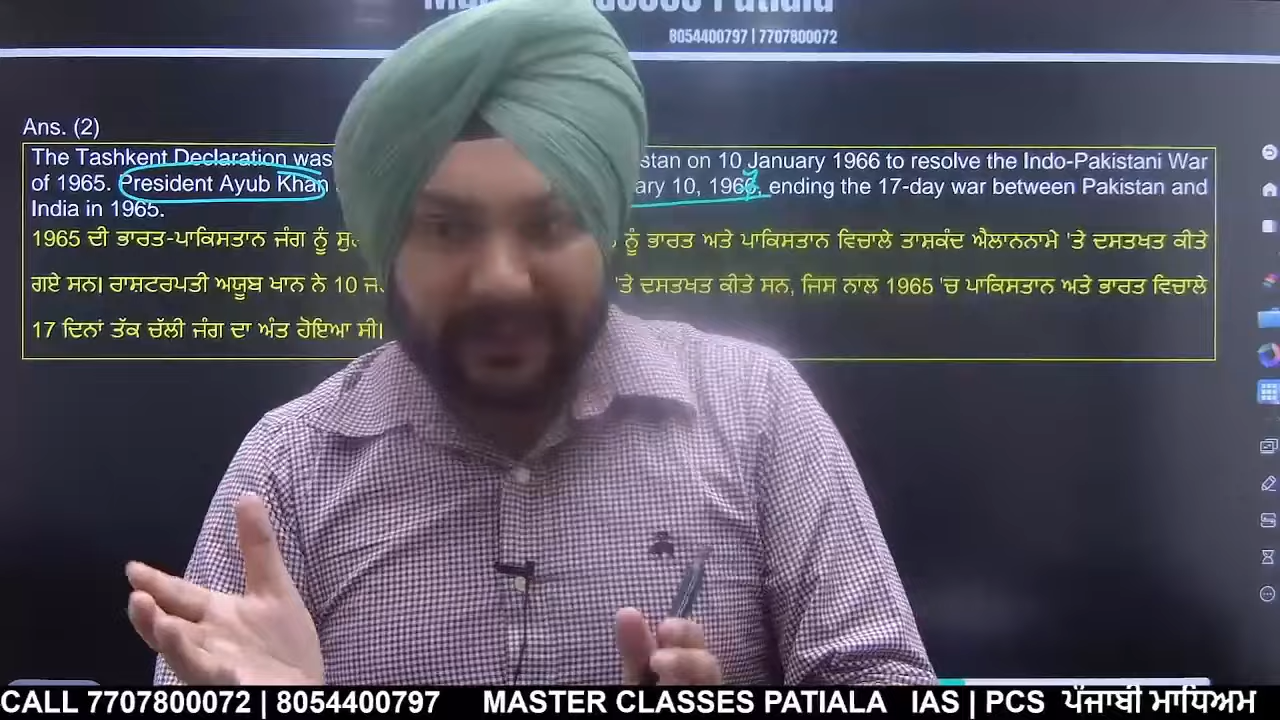 Patiala
8054400797 | 7707800072
Ans. (2)
The Tashkent Declaration was stan on 10 January 1966 to resolve the Indo-Pakistani War
of 1965. President Ayub Khan ary 10, 1966, ending the 17-day war between Pakistan and
India in 1965.
1965 ਦੀ ਭਾਰਤ-ਪਾਕਿਸਤਾਨ ਜੰਗ ਨੂੰ ਨੂੰ ਭਾਰਤ ਅਤੇ ਪਾਕਿਸਤਾਨ ਵਿਚਾਲੇ ਤਾਸ਼ਕੰਦ ਐਲਾਨਨਾਮੇ 'ਤੇ ਦਸਤਖਤ ਕੀਤੇ
ਗਏ ਸਨ। ਰਾਸ਼ਟਰਪਤੀ ਅਯੂਬ ਖਾਨ ਨੇ 10 'ਤੇ ਦਸਤਖਤ ਕੀਤੇ ਸਨ, ਜਿਸ ਨਾਲ 1965 'ਚ ਪਾਕਿਸਤਾਨ ਅਤੇ ਭਾਰਤ ਵਿਚਾਲੇ
17 ਦਿਨਾਂ ਤੱਕ ਚੱਲੀ ਜੰਗ ਦਾ ਅੰਤ ਹੋਇਆ ਸੀ।
CALL 7707800072 | 8054400797 MASTER CLASSES PATIALA IAS | PCS ਪੰਜਾਬੀ ਮਾਧਿਅਮ